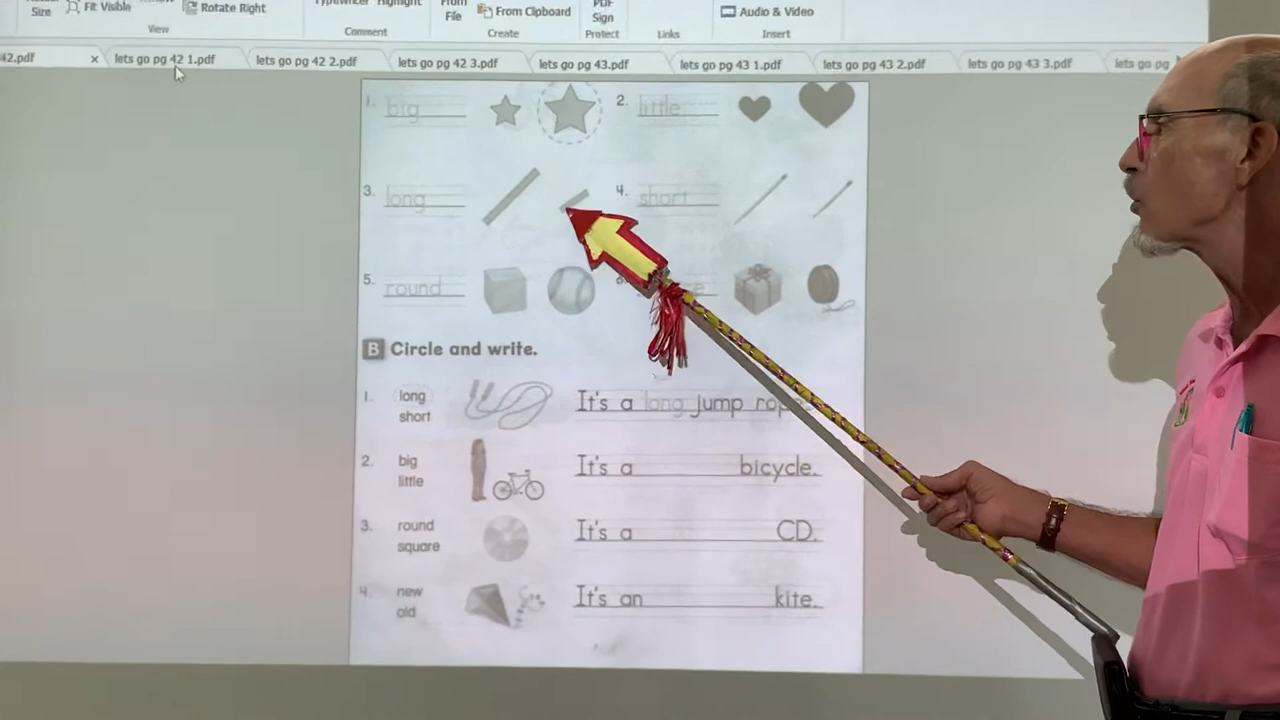 Size Fit Visible Rotate Right
View
Highlight
Comment
From
File From Clipboard
Create
PDF
Sign
Protect
Links
Audio & Video
Insert
42.pdf × lets go pg 42 1.pdf lets go pg 42 2.pdf lets go pg 42 3.pdf lets go pg 43.pdf lets go pg 43 1.pdf lets go pg 43 2.pdf lets go pg 43 3.pdf lets go pg
1. big 2. little
3. long 4. short
5. round
B Circle and write.
1. long
short
It's a long jump rope
2. big
little
It's a bicycle.
3. round
square
It's a CD.
4. new
old
It's an kite.